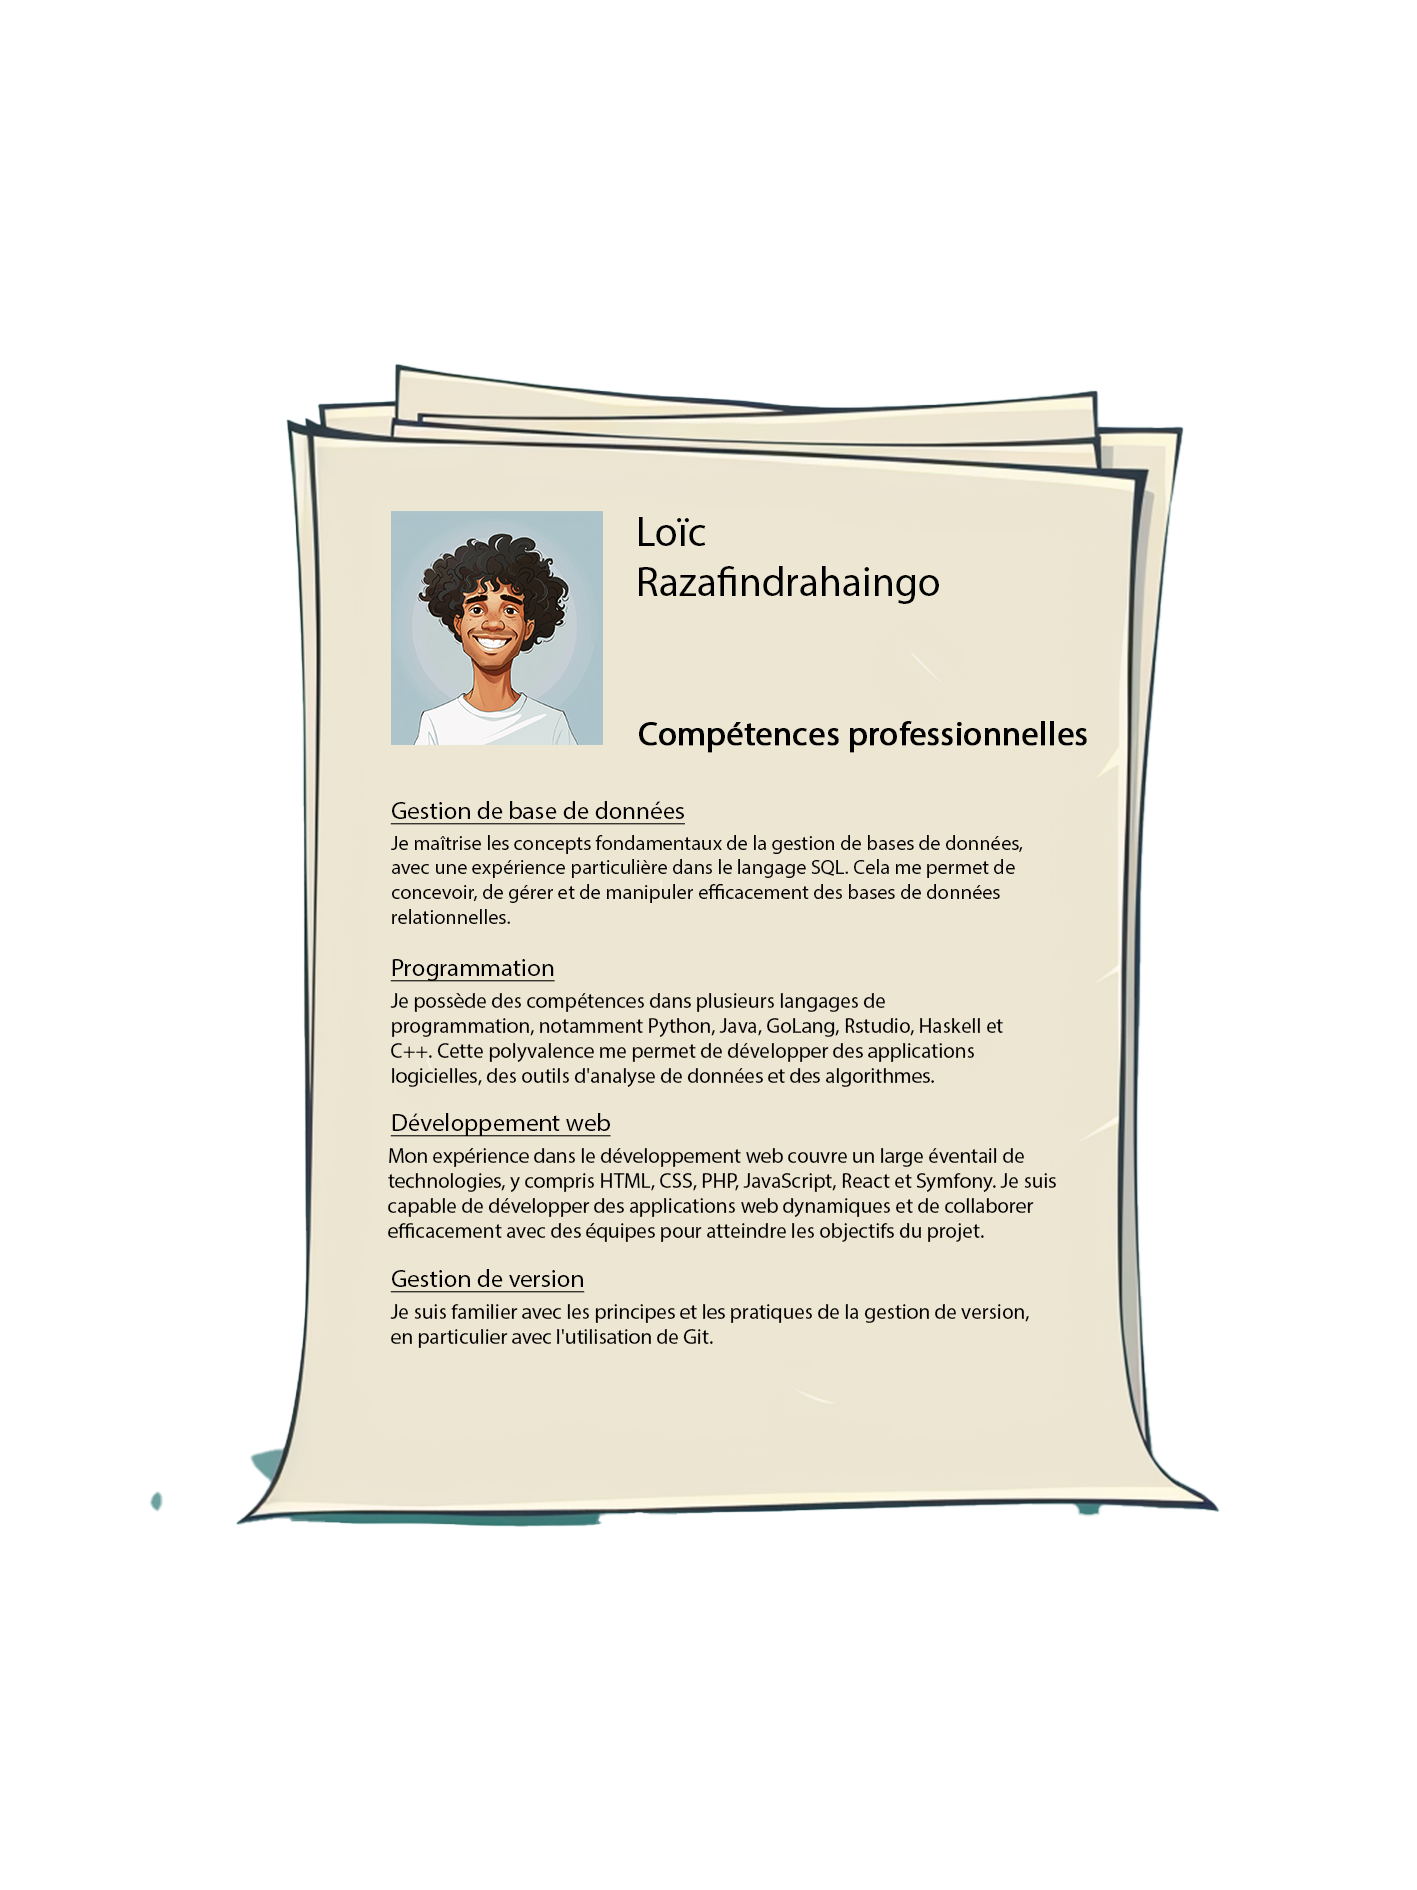 Loïc
Razafindrahaingo
Compétences professionnelles
Gestion de base de données
Je maîtrise les concepts fondamentaux de la gestion de bases de données,
avec une expérience particulière dans le langage SQL. Cela me permet de
concevoir, de gérer et de manipuler efficacement des bases de données
relationnelles.
Programmation
Je possède des compétences dans plusieurs langages de
programmation, notamment Python, Java, GoLang, Rstudio, Haskell et
C++. Cette polyvalence me permet de développer des applications
logicielles, des outils d'analyse de données et des algorithmes.
Développement web
Mon expérience dans le développement web couvre un large éventail de
technologies, y compris HTML, CSS, PHP, JavaScript, React et Symfony. Je suis
capable de développer des applications web dynamiques et de collaborer
efficacement avec des équipes pour atteindre les objectifs du projet.
Gestion de version
Je suis familier avec les principes et les pratiques de la gestion de version,
en particulier avec l'utilisation de Git.